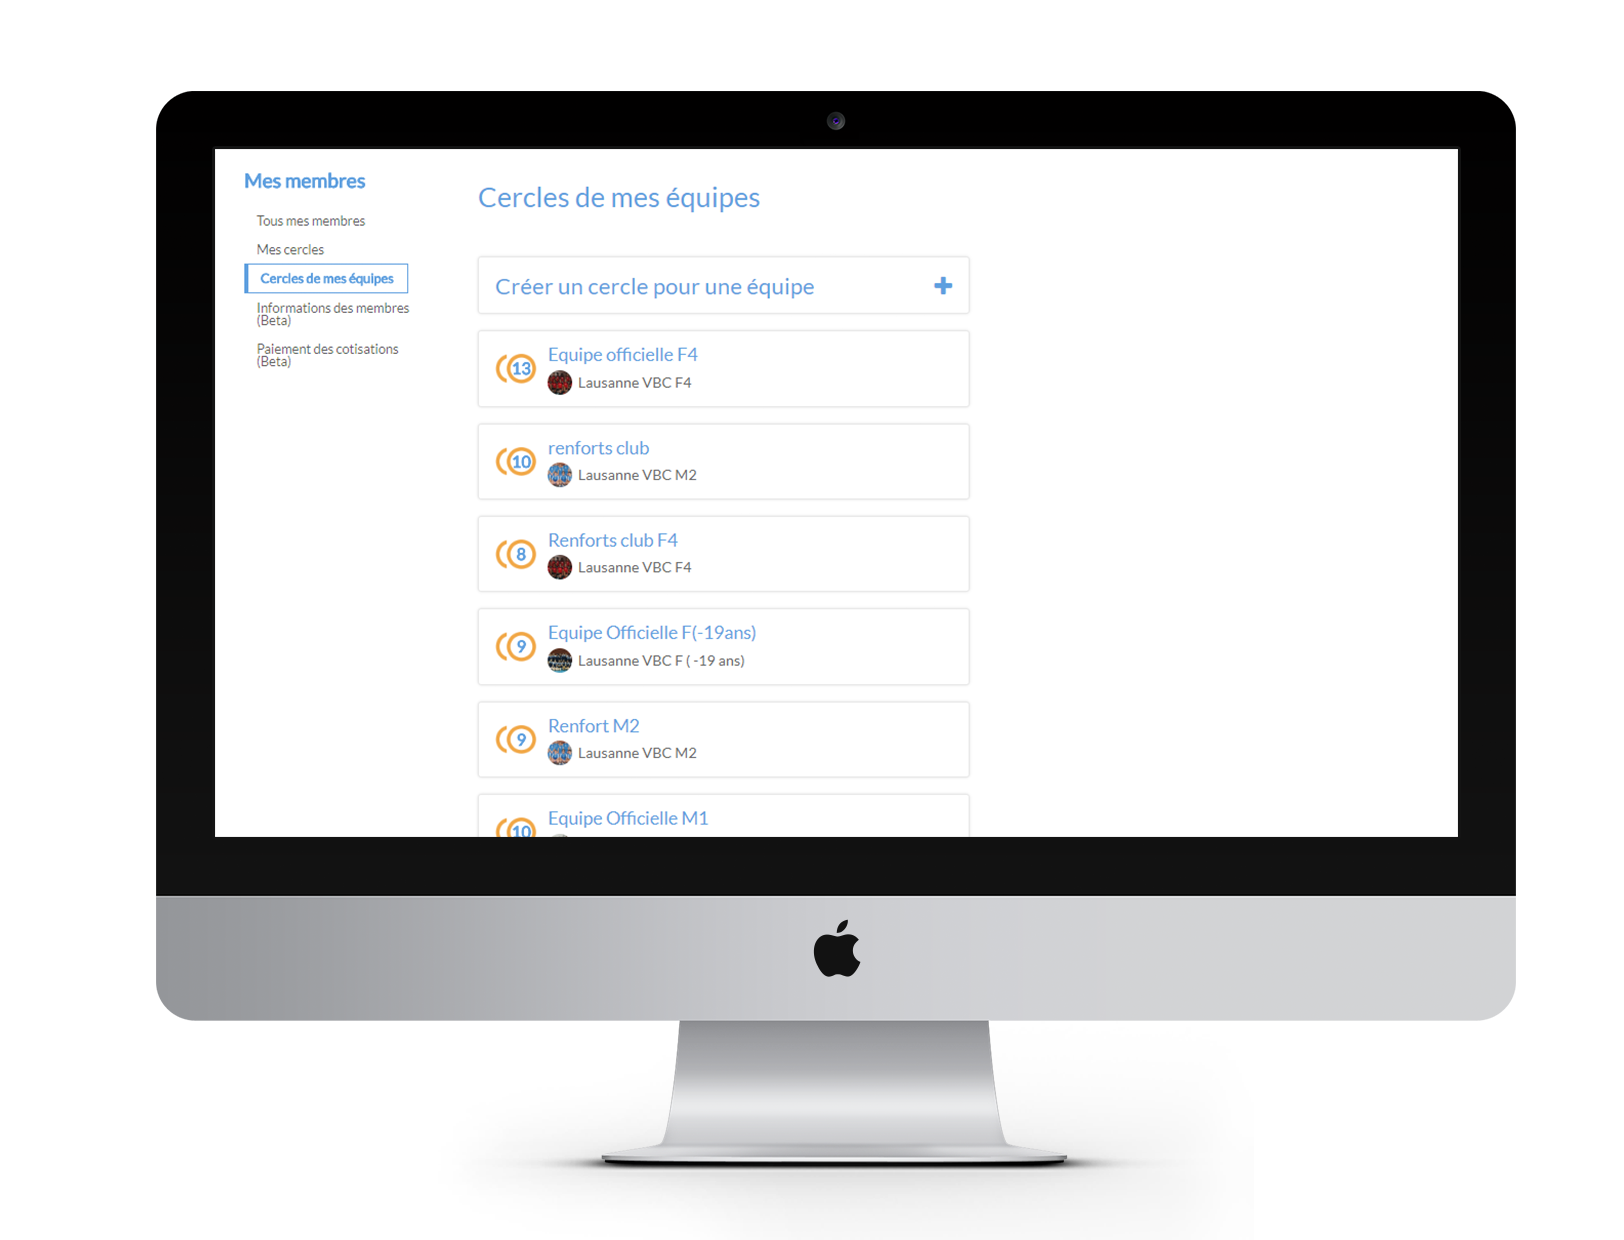 Mes membres
Tous mes membres
Mes cercles
Cercles de mes équipes
Informations des membres
(Beta)
Paiement des cotisations
(Beta)
Cercles de mes équipes
Créer un cercle pour une équipe
13
Equipe officielle F4
Lausanne VBC F4
10
renforts club
Lausanne VBC M2
8
Renforts club F4
Lausanne VBC F4
9
Equipe Officielle F(-19ans)
Lausanne VBC F ( -19 ans)
9
Renfort M2
Lausanne VBC M2
10
Equipe Officielle M1